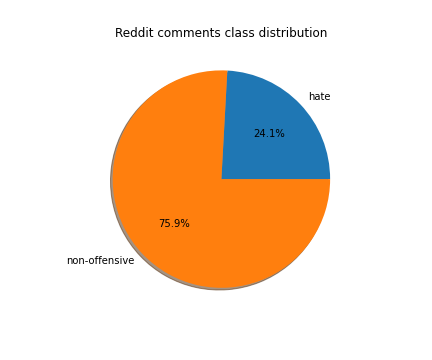 Reddit comments class distribution
hate
24.1%
75.9%
non-offensive